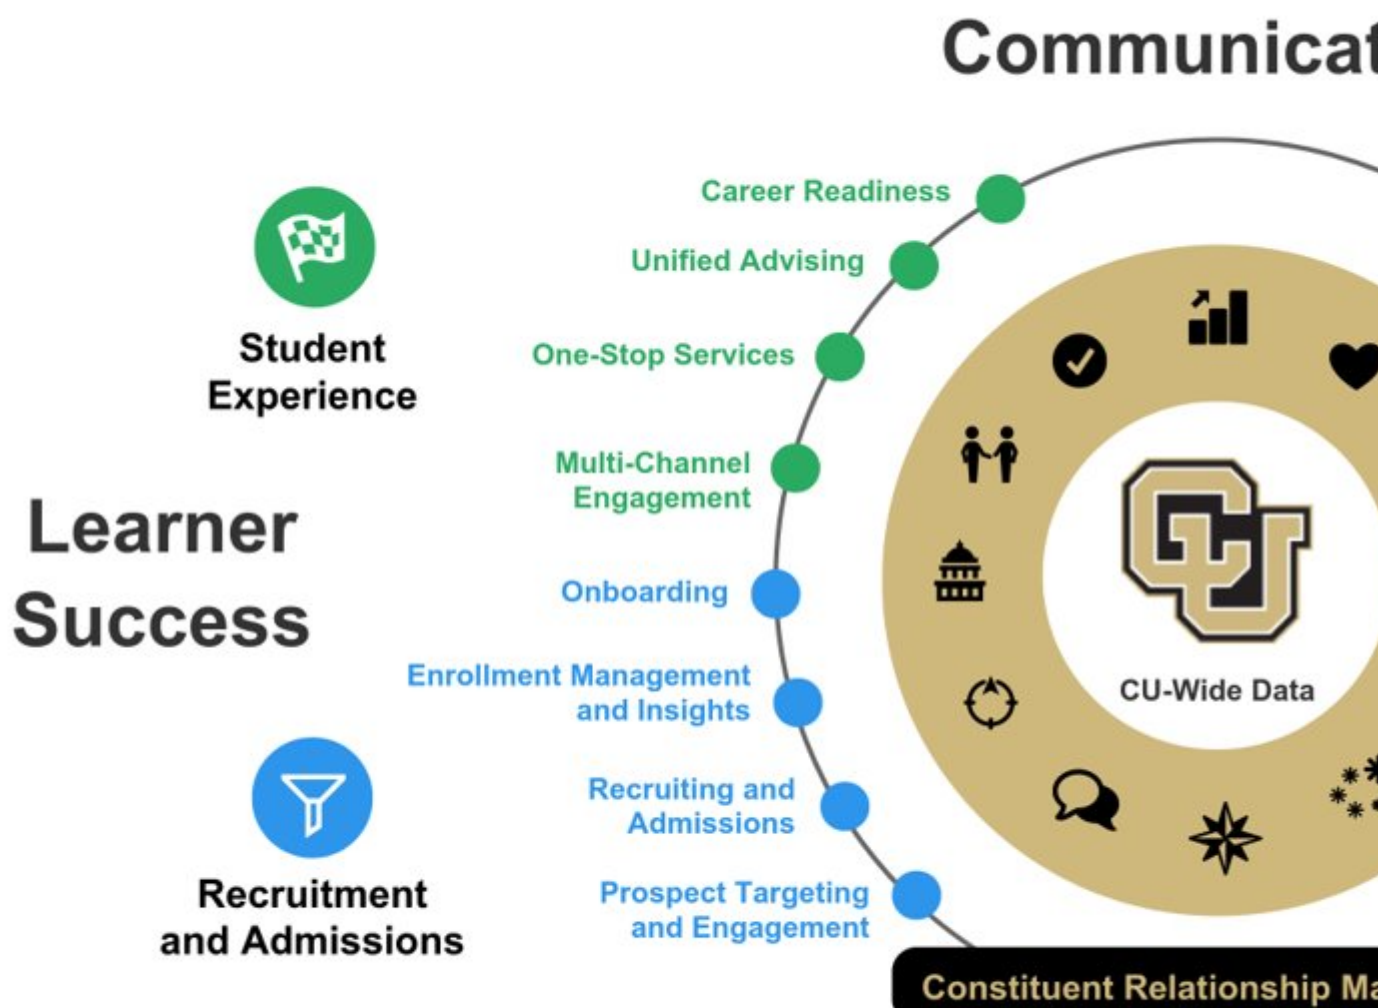 Communicat
Career Readiness
Unified Advising
One-Stop Services
Multi-Channel
Engagement
Onboarding
Enrollment Management
and Insights
Recruiting and
Admissions
Prospect Targeting
and Engagement
Student
Experience
Learner
Success
Recruitment
and Admissions
CU
CU-Wide Data
Constituent Relationship Ma